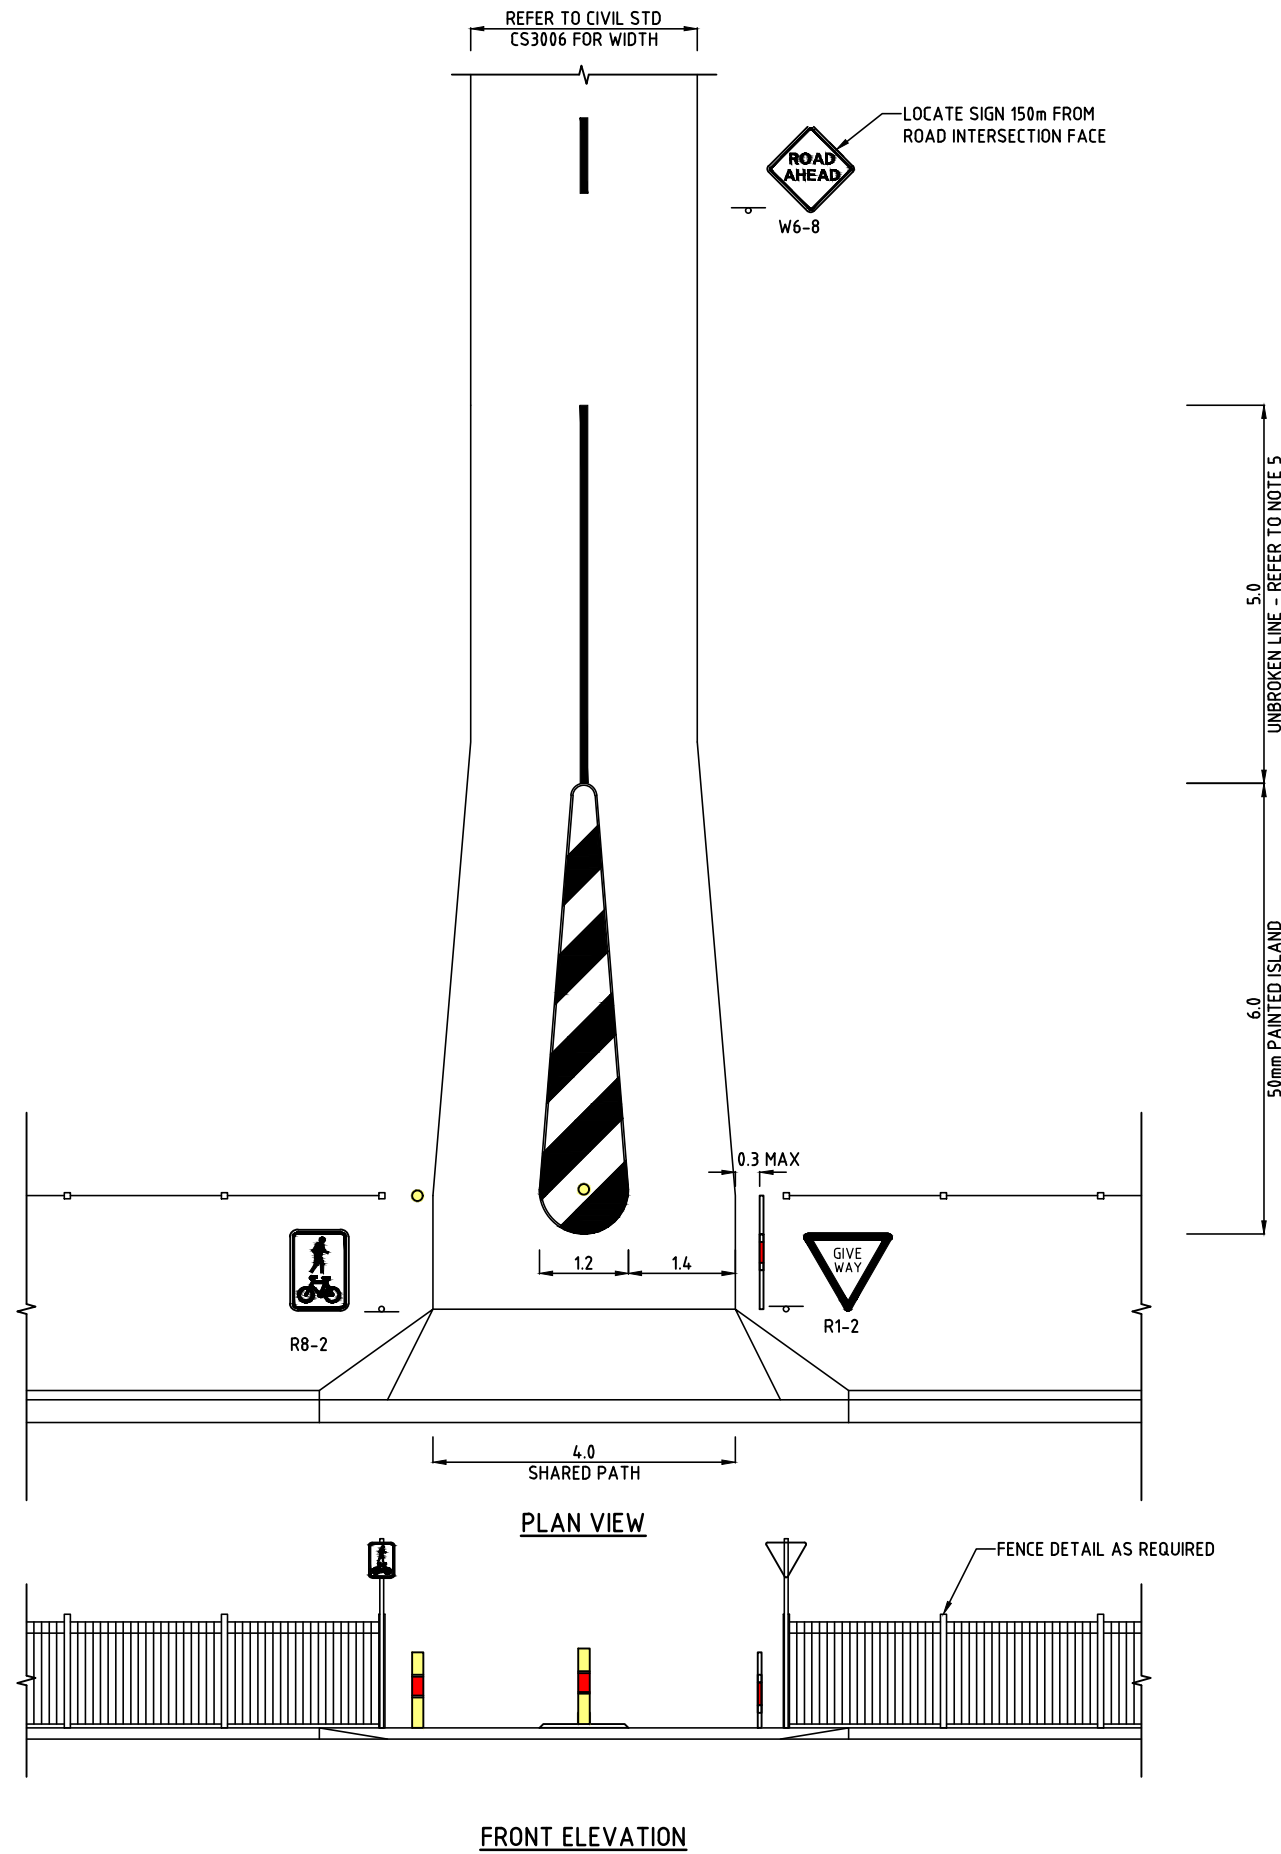 REFER TO CIVIL STD
CS3006 FOR WIDTH
LOCATE SIGN 150m FROM
ROAD INTERSECTION FACE
ROAD
AHEAD
W6-8
5.0
UNBROKEN LINE - REFER TO NOTE 5
6.0
50mm PAINTED ISLAND
0.3 MAX
GIVE
WAY
1.2
1.4
R8-2
R1-2
4.0
SHARED PATH
PLAN VIEW
FENCE DETAIL AS REQUIRED
FRONT ELEVATION